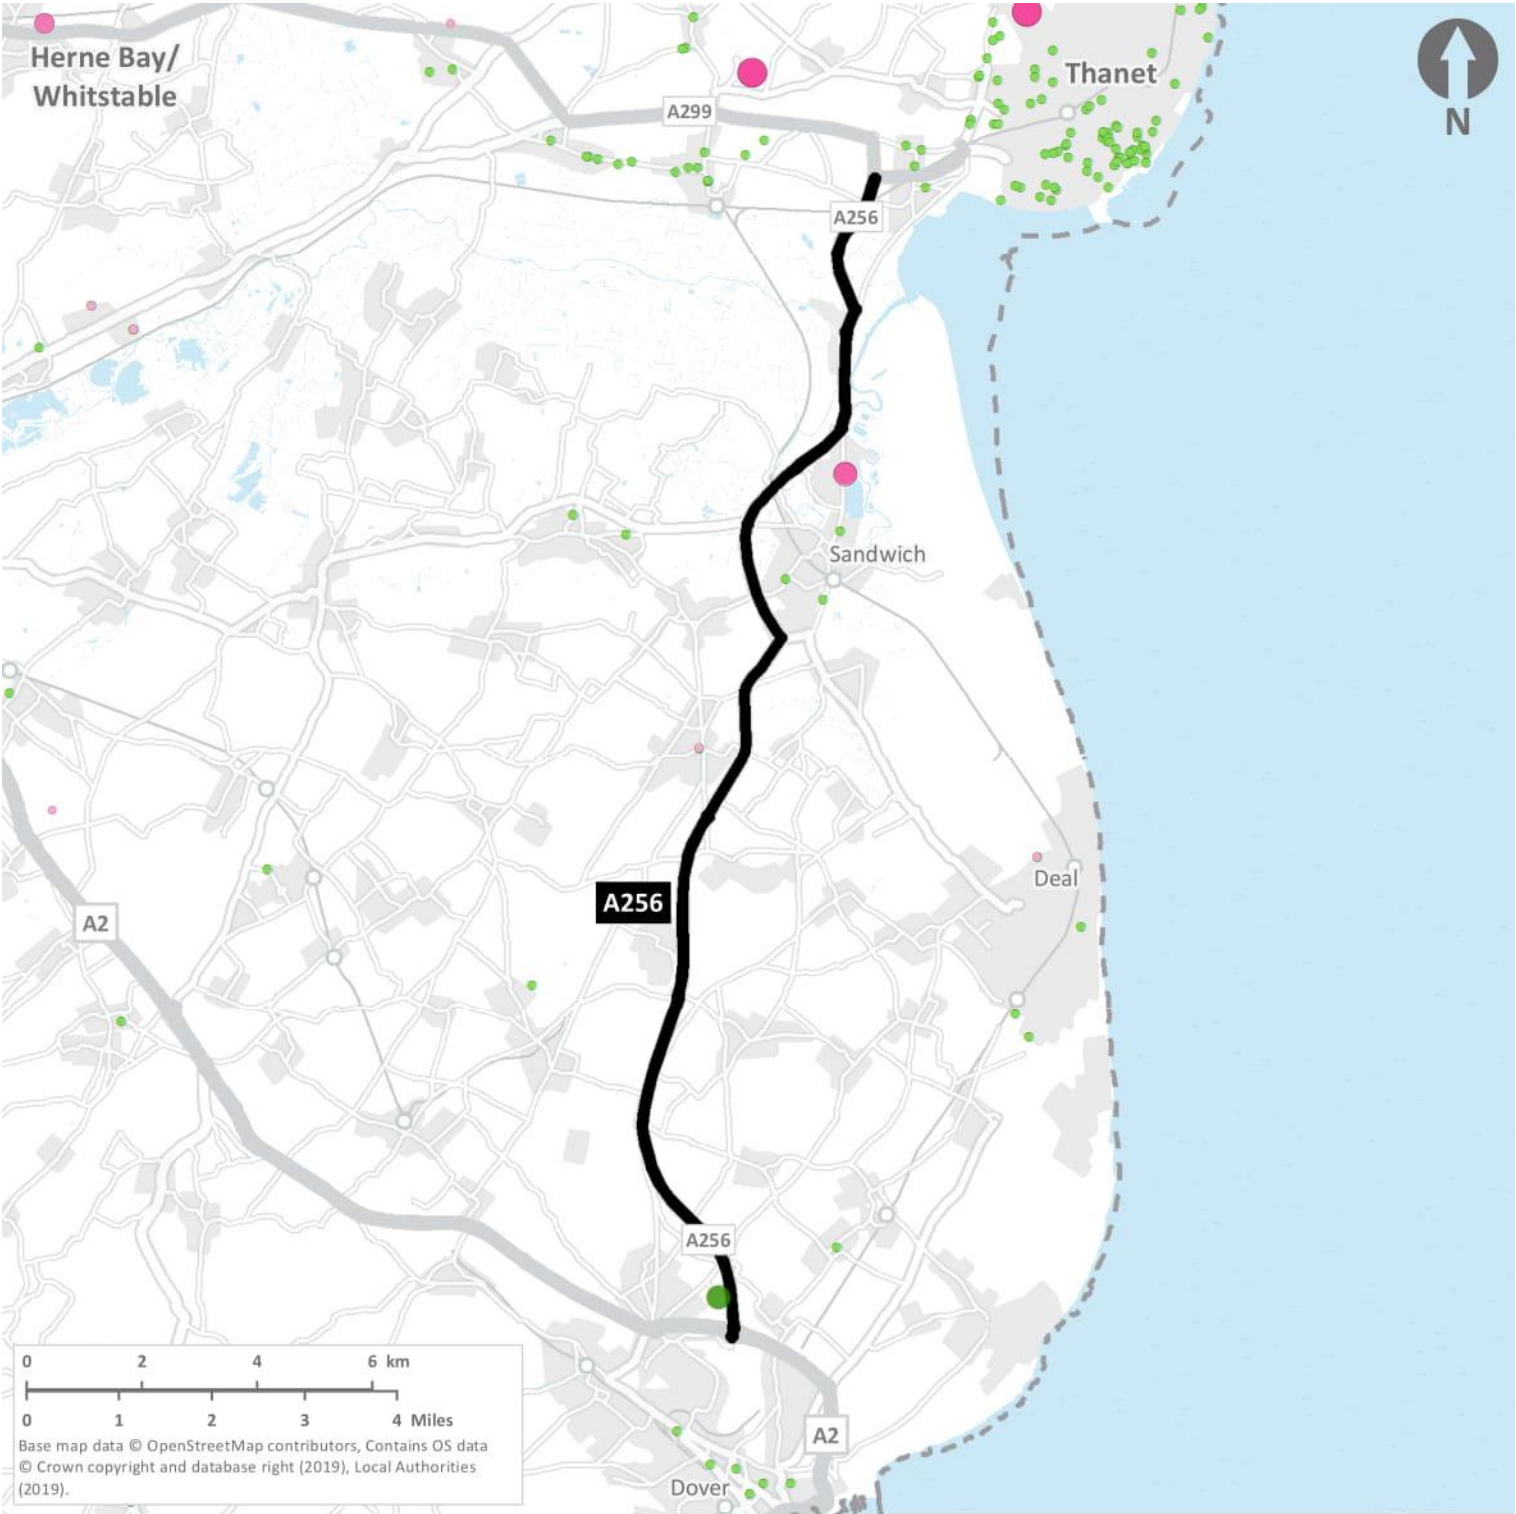 Herne Bay/
Whitstable
Thanet
N
A299
A256
Sandwich
Deal
A256
A2
A256
A2
Dover
0 2 4 6 km
0 1 2 3 4 Miles
Base map data © OpenStreetMap contributors, Contains OS data
© Crown copyright and database right (2019), Local Authorities
(2019).